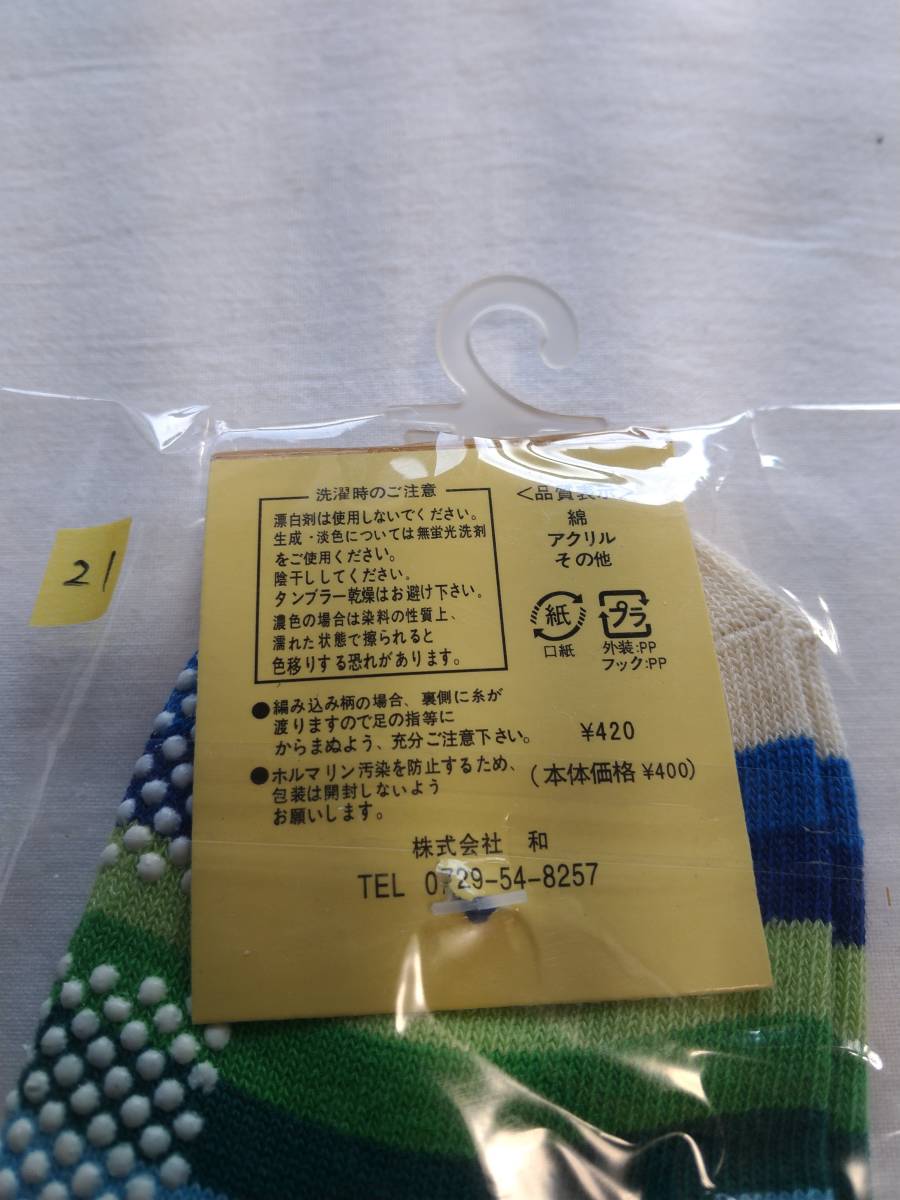 21
洗濯時のご注意
漂白剤は使用しないでください。
生成・淡色については無蛍光洗剤
をご使用ください。
陰干ししてください。
タンブラー乾燥はお避け下さい。
濃色の場合は染料の性質上、
濡れた状態で擦られると
色移りする恐れがあります。
<品質表示>
綿
アクリル
その他
紙
口紙
プラ
外装:PP
フック:PP
●編み込み柄の場合、裏側に糸が
渡りますので足の指等に
からまぬよう、充分ご注意下さい。
●ホルマリン汚染を防止するため、
包装は開封しないよう
お願いします。
¥420
(本体価格¥400)
株式会社 和
TEL 0729-54-8257